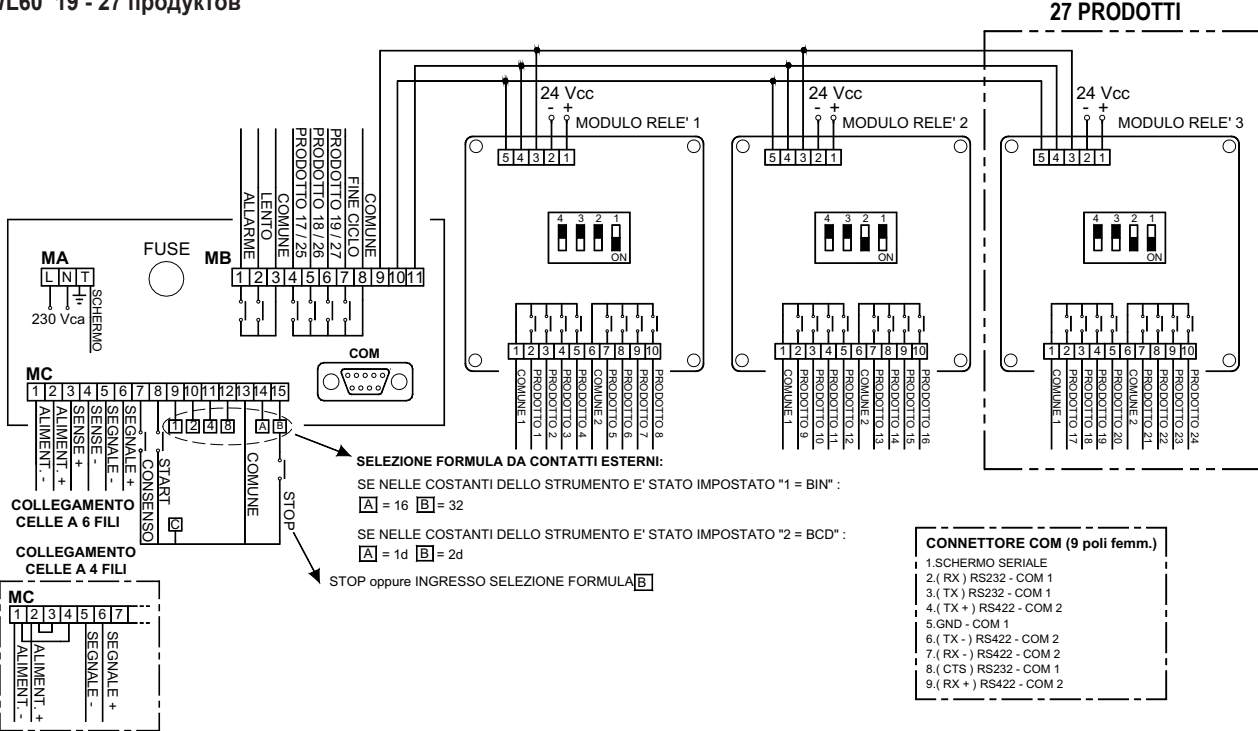 /L60 19 - 27 продуктов
27 PRODOTTI
24 Vcc
- +
MODULO RELE' 1
5 4 3 2 1
4 3 2 1
ON
1 2 3 4 5 6 7 8 9 10
COMUNE 1
PRODOTTO 1
PRODOTTO 2
PRODOTTO 3
PRODOTTO 4
COMUNE 2
PRODOTTO 5
PRODOTTO 6
PRODOTTO 7
PRODOTTO 8
24 Vcc
- +
MODULO RELE' 2
5 4 3 2 1
4 3 2 1
ON
1 2 3 4 5 6 7 8 9 10
COMUNE 1
PRODOTTO 9
PRODOTTO 10
PRODOTTO 11
PRODOTTO 12
COMUNE 2
PRODOTTO 13
PRODOTTO 14
PRODOTTO 15
PRODOTTO 16
24 Vcc
- +
MODULO RELE' 3
5 4 3 2 1
4 3 2 1
ON
1 2 3 4 5 6 7 8 9 10
COMUNE 1
PRODOTTO 17
PRODOTTO 18
PRODOTTO 19
PRODOTTO 20
COMUNE 2
PRODOTTO 21
PRODOTTO 22
PRODOTTO 23
PRODOTTO 24
ALLARME
LENTO
COMUNE
PRODOTTO 17 / 25
PRODOTTO 18 / 26
PRODOTTO 19 / 27
FINE CICLO
COMUNE
MB
1 2 3 4 5 6 7 8 9 10 11
FUSE
MA
L N T
230 Vca
SCHERMO
COM
MC
1 2 3 4 5 6 7 8 9 10 11 12 13 14 15
ALIMENT. -
ALIMENT. +
SENSE +
SENSE -
SEGNALE -
SEGNALE +
CONSENSO
START
C
1 2 4 8
A B
COMUNE
STOP
COLLEGAMENTO
CELLE A 6 FILI
COLLEGAMENTO
CELLE A 4 FILI
MC
1 2 3 4 5 6 7
ALIMENT. -
ALIMENT. +
SEGNALE -
SEGNALE +
SELEZIONE FORMULA DA CONTATTI ESTERNI:
SE NELLE COSTANTI DELLO STRUMENTO E' STATO IMPOSTATO "1 = BIN" :
A = 16 B = 32
SE NELLE COSTANTI DELLO STRUMENTO E' STATO IMPOSTATO "2 = BCD" :
A = 1d B = 2d
STOP oppure INGRESSO SELEZIONE FORMULA B
CONNETTORE COM (9 poli femm.)
1.SCHERMO SERIALE
2.( RX ) RS232 - COM 1
3.( TX ) RS232 - COM 1
4.( TX + ) RS422 - COM 2
5.GND - COM 1
6.( TX - ) RS422 - COM 2
7.( RX - ) RS422 - COM 2
8.( CTS ) RS232 - COM 1
9.( RX + ) RS422 - COM 2